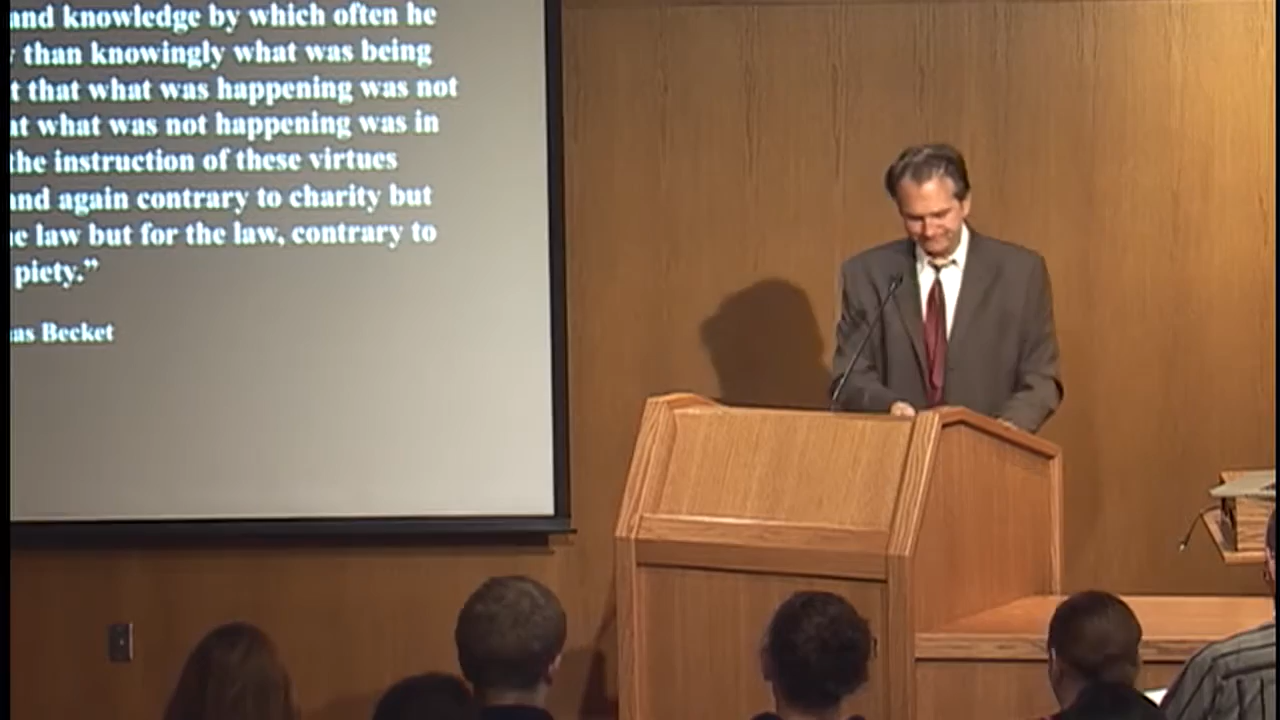 and knowledge by which often he
than knowingly what was being
that what was happening was not
what was not happening was in
the instruction of these virtues
and again contrary to charity but
law but for the law, contrary to
piety.”
Becket